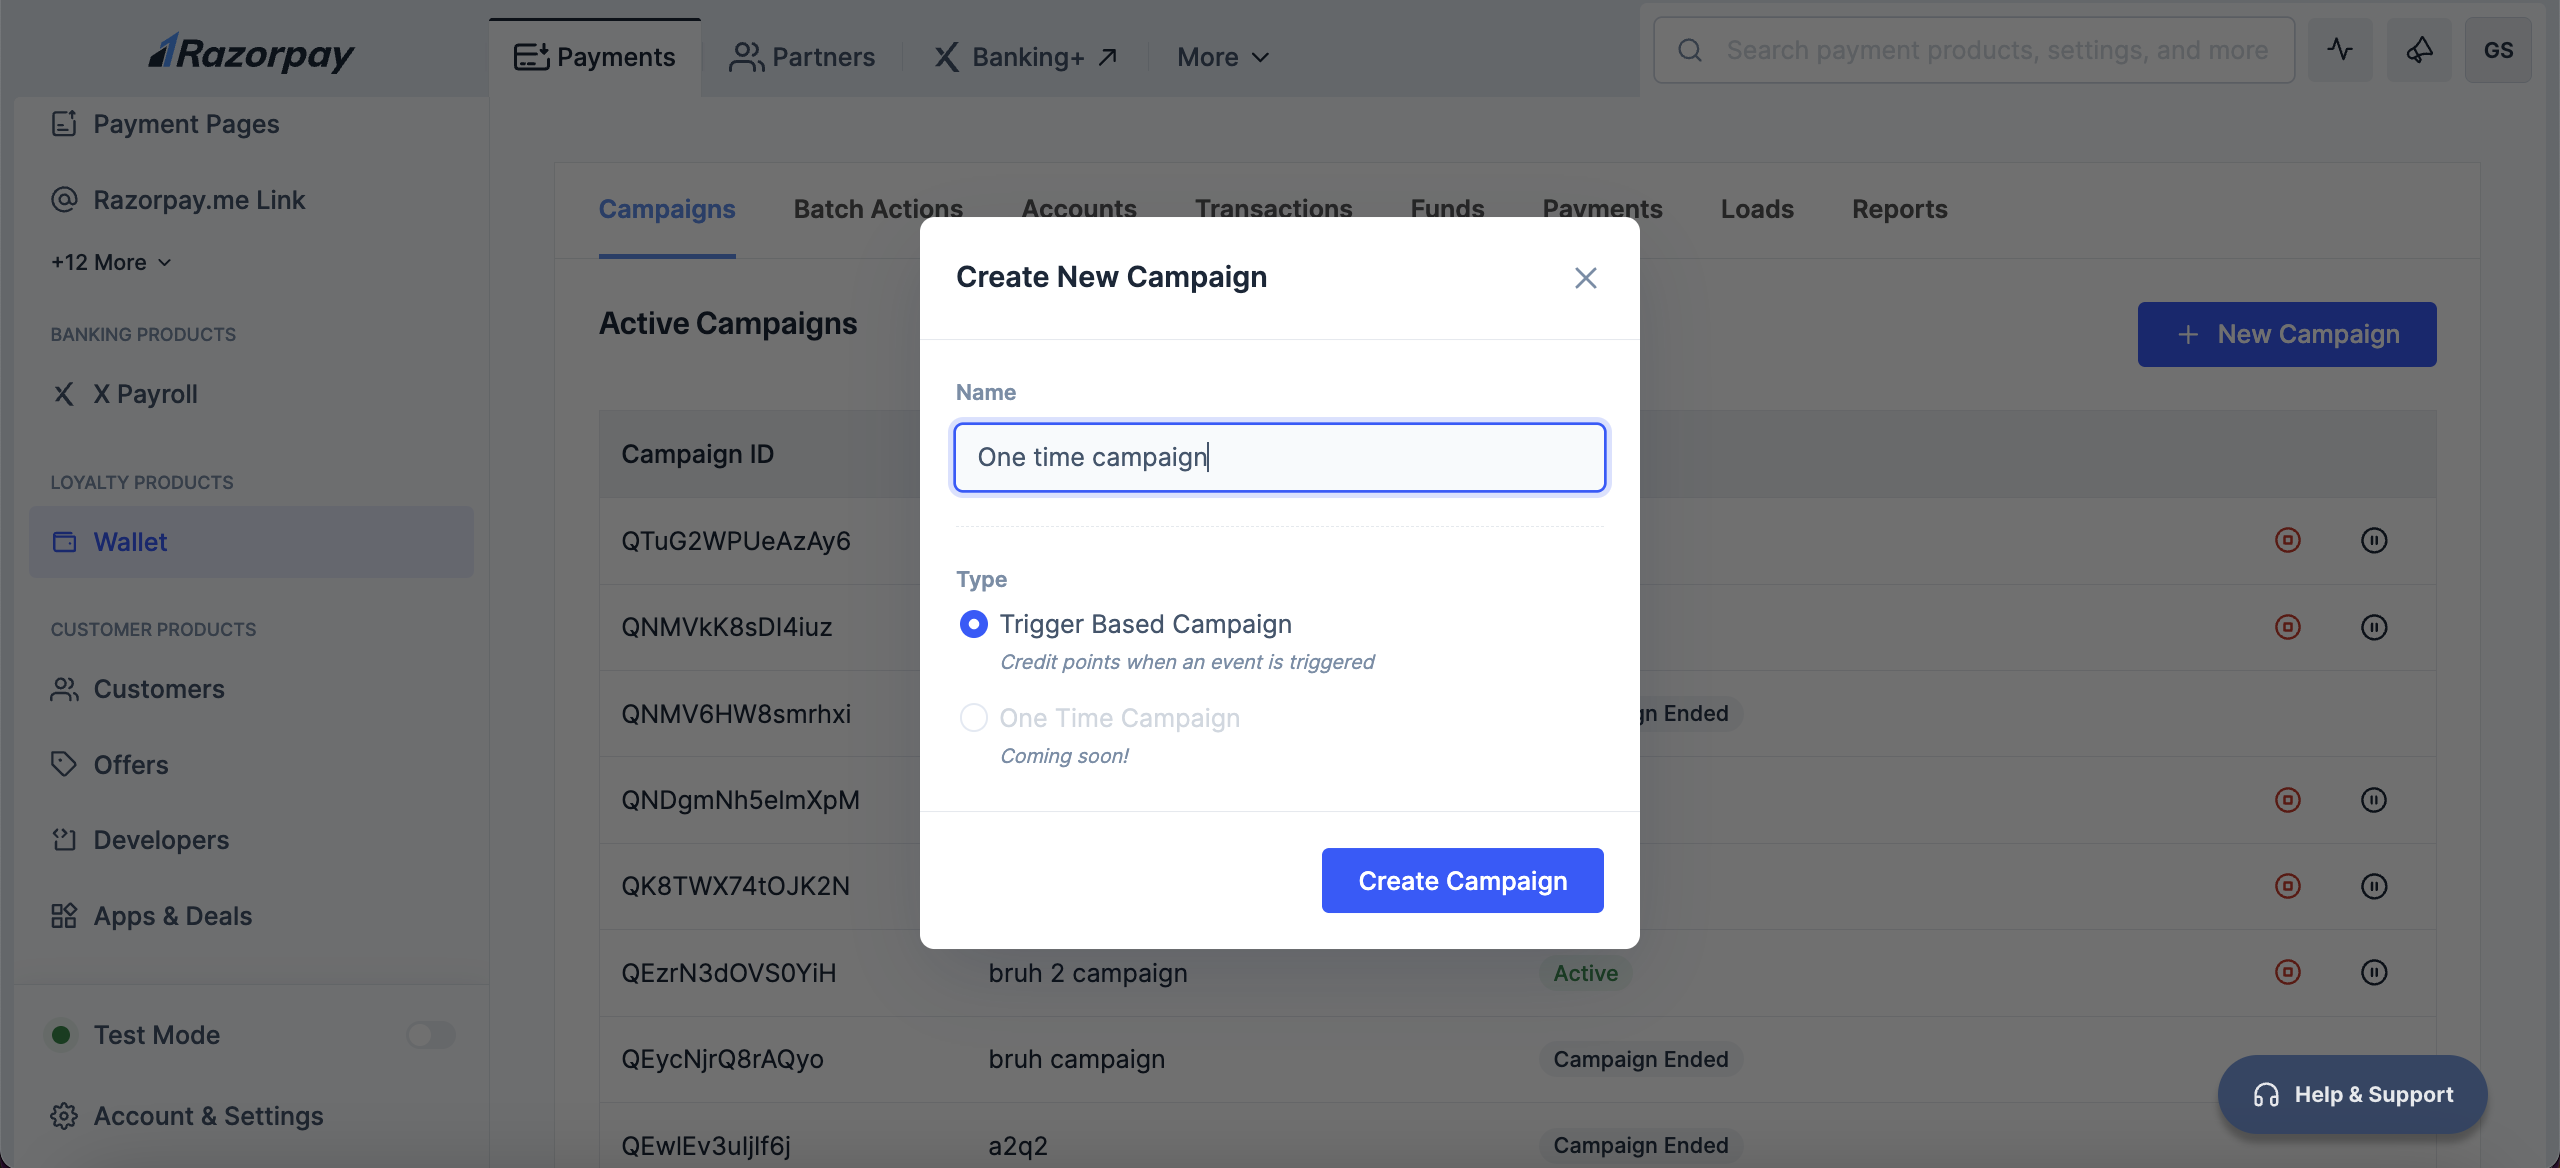 Razorpay
Payments
Partners
Banking+
More
Search payment products, settings, and more
GS
Payment Pages
Razorpay.me Link
+12 More
BANKING PRODUCTS
X Payroll
LOYALTY PRODUCTS
Wallet
CUSTOMER PRODUCTS
Customers
Offers
Developers
Apps & Deals
Test Mode
Account & Settings
Campaigns
Batch Actions
Accounts
Transactions
Funds
Payments
Loads
Reports
Active Campaigns
New Campaign
Campaign ID
QTuG2WPUeAzAy6
QNMVkK8sDI4iuz
QNMV6HW8smrhxi
gn Ended
QNDgmNh5elmXpM
QK8TWX74tOJK2N
QEzrN3dOVS0YiH
bruh 2 campaign
Active
QEycNjrQ8rAQyo
bruh campaign
Campaign Ended
QEwlEv3uIjlf6j
a2q2
Campaign Ended
Create New Campaign
Name
One time campaign
Type
Trigger Based Campaign
Credit points when an event is triggered
One Time Campaign
Coming soon!
Create Campaign
Help & Support